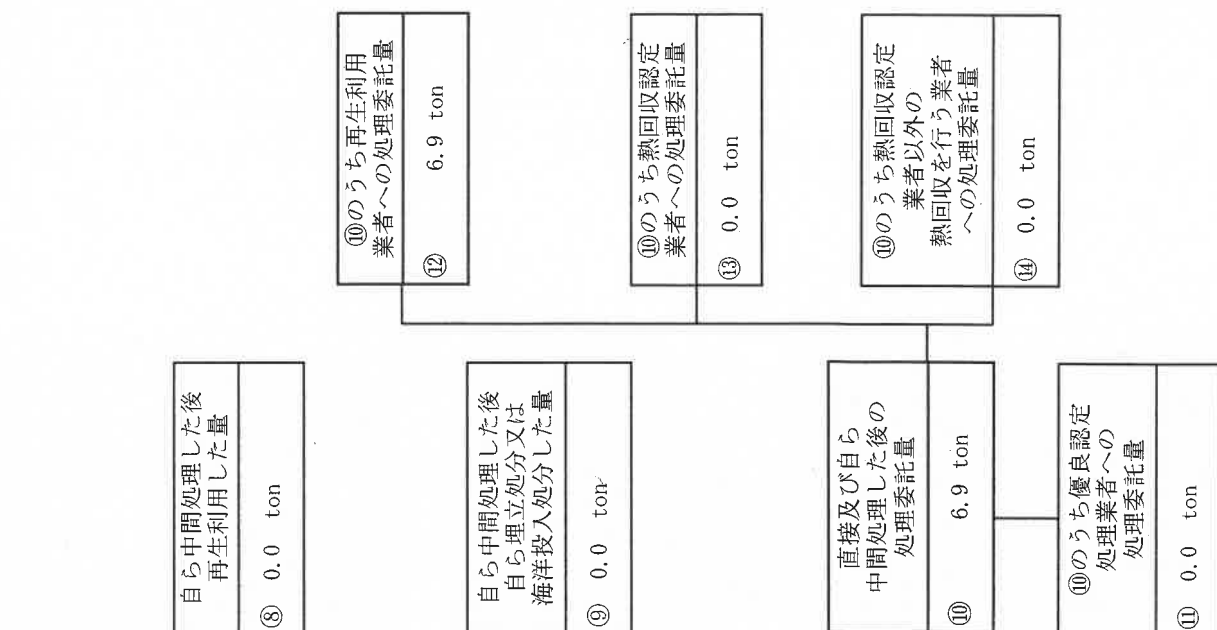 自ら中間処理した後
再生利用した量
⑧ 0.0 ton
自ら中間処理した後
自ら埋立処分又は
海洋投入処分した量
⑨ 0.0 ton
直接及び自ら
中間処理した後の
処理委託量
⑩ 6.9 ton
⑩のうち優良認定
処理業者への
処理委託量
⑪ 0.0 ton
⑩のうち再生利用
業者への処理委託量
⑫ 6.9 ton
⑩のうち熱回収認定
業者への処理委託量
⑬ 0.0 ton
⑩のうち熱回収認定
業者以外の
熱回収を行う業者
への処理委託量
⑭ 0.0 ton